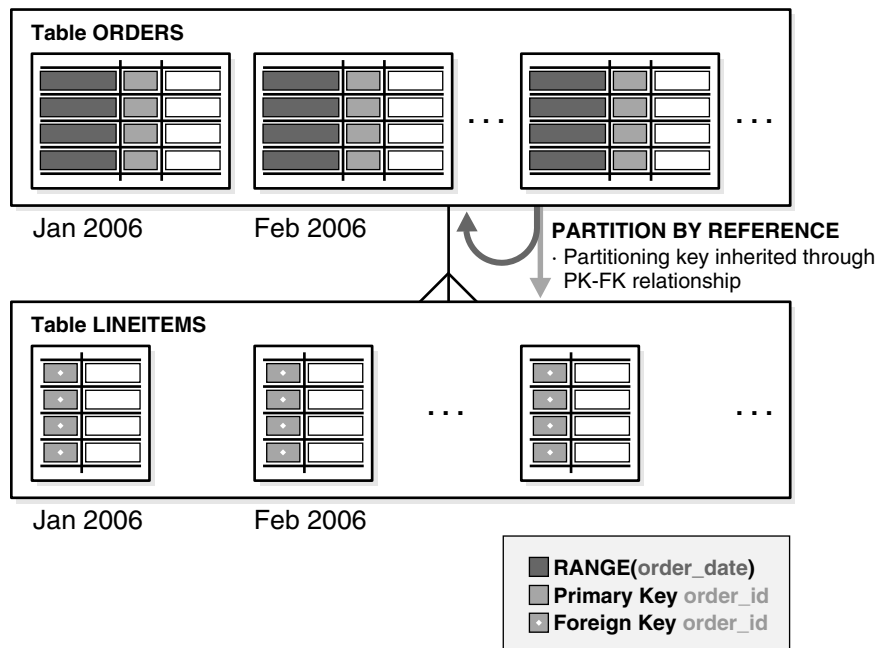 Table ORDERS
. . .
. . .
Jan 2006
Feb 2006
PARTITION BY REFERENCE
· Partitioning key inherited through
PK-FK relationship
Table LINEITEMS
. . .
. . .
Jan 2006
Feb 2006
RANGE(order_date)
Primary Key order_id
Foreign Key order_id